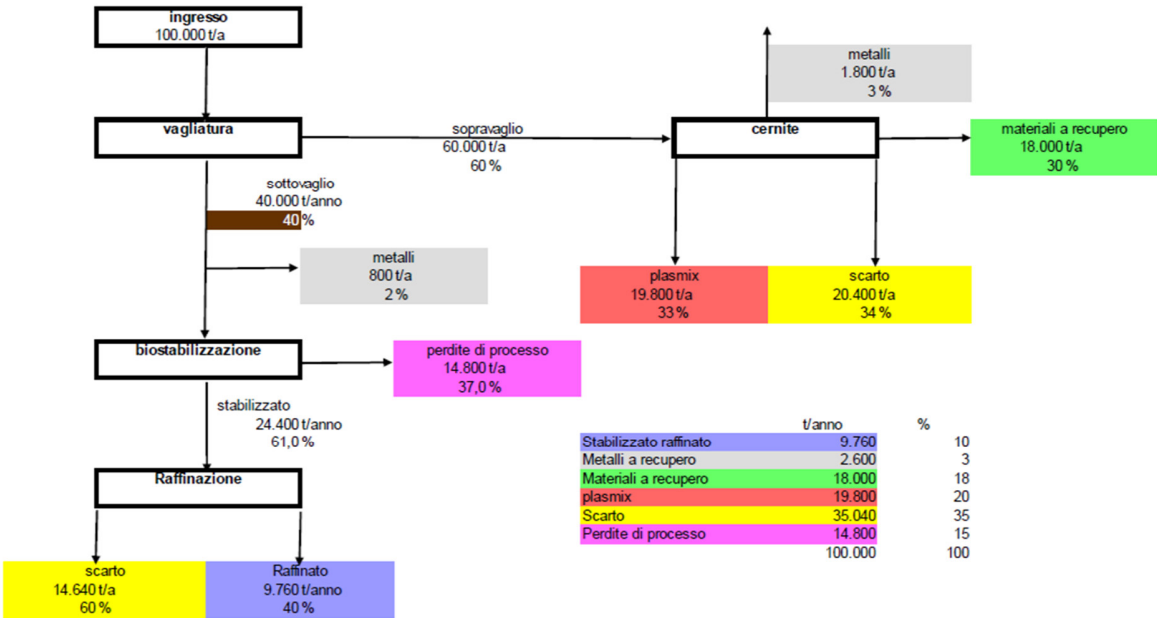 ingresso
100.000 t/a
vagliatura
sopravaglio
60.000 t/a
60 %
cernite
metalli
1.800 t/a
3 %
materiali a recupero
18.000 t/a
30 %
sottovaglio
40.000 t/anno
40 %
metalli
800 t/a
2 %
plasmix
19.800 t/a
33 %
scarto
20.400 t/a
34 %
biostabilizzazione
perdite di processo
14.800 t/a
37,0 %
stabilizzato
24.400 t/anno
61,0 %
Raffinazione
scarto
14.640 t/a
60 %
Raffinato
9.760 t/anno
40 %
t/anno %
Stabilizzato raffinato 9.760 10
Metalli a recupero 2.600 3
Materiali a recupero 18.000 18
plasmix 19.800 20
Scarto 35.040 35
Perdite di processo 14.800 15
100.000 100